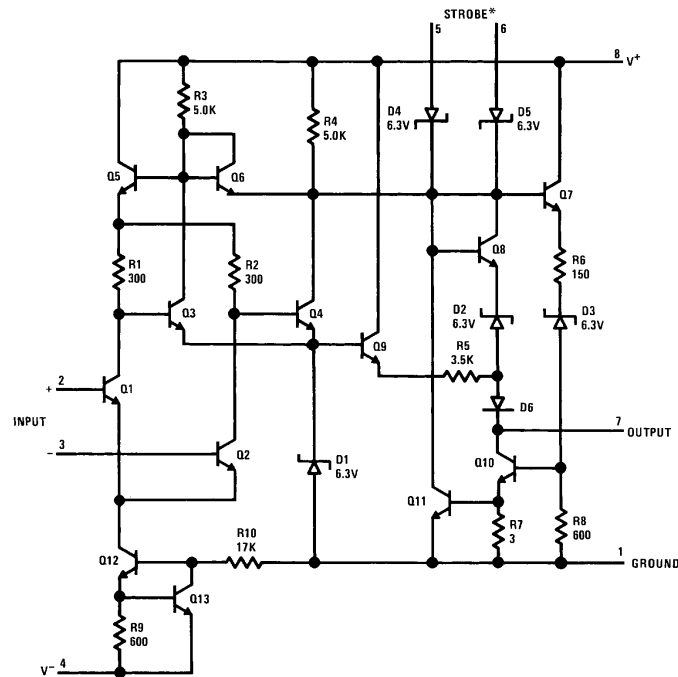 STROBE*
5
6
8 V+
R3
5.0K
R4
5.0K
D4
6.3V
D5
6.3V
Q5
Q6
Q7
Q8
R1
300
R2
300
R6
150
Q3
Q4
D2
6.3V
D3
6.3V
Q9
R5
3.5K
+ 2
Q1
D6
INPUT
7
OUTPUT
- 3
Q2
D1
6.3V
Q10
Q11
R10
17K
R7
3
R8
600
Q12
1
GROUND
Q13
R9
600
V- 4